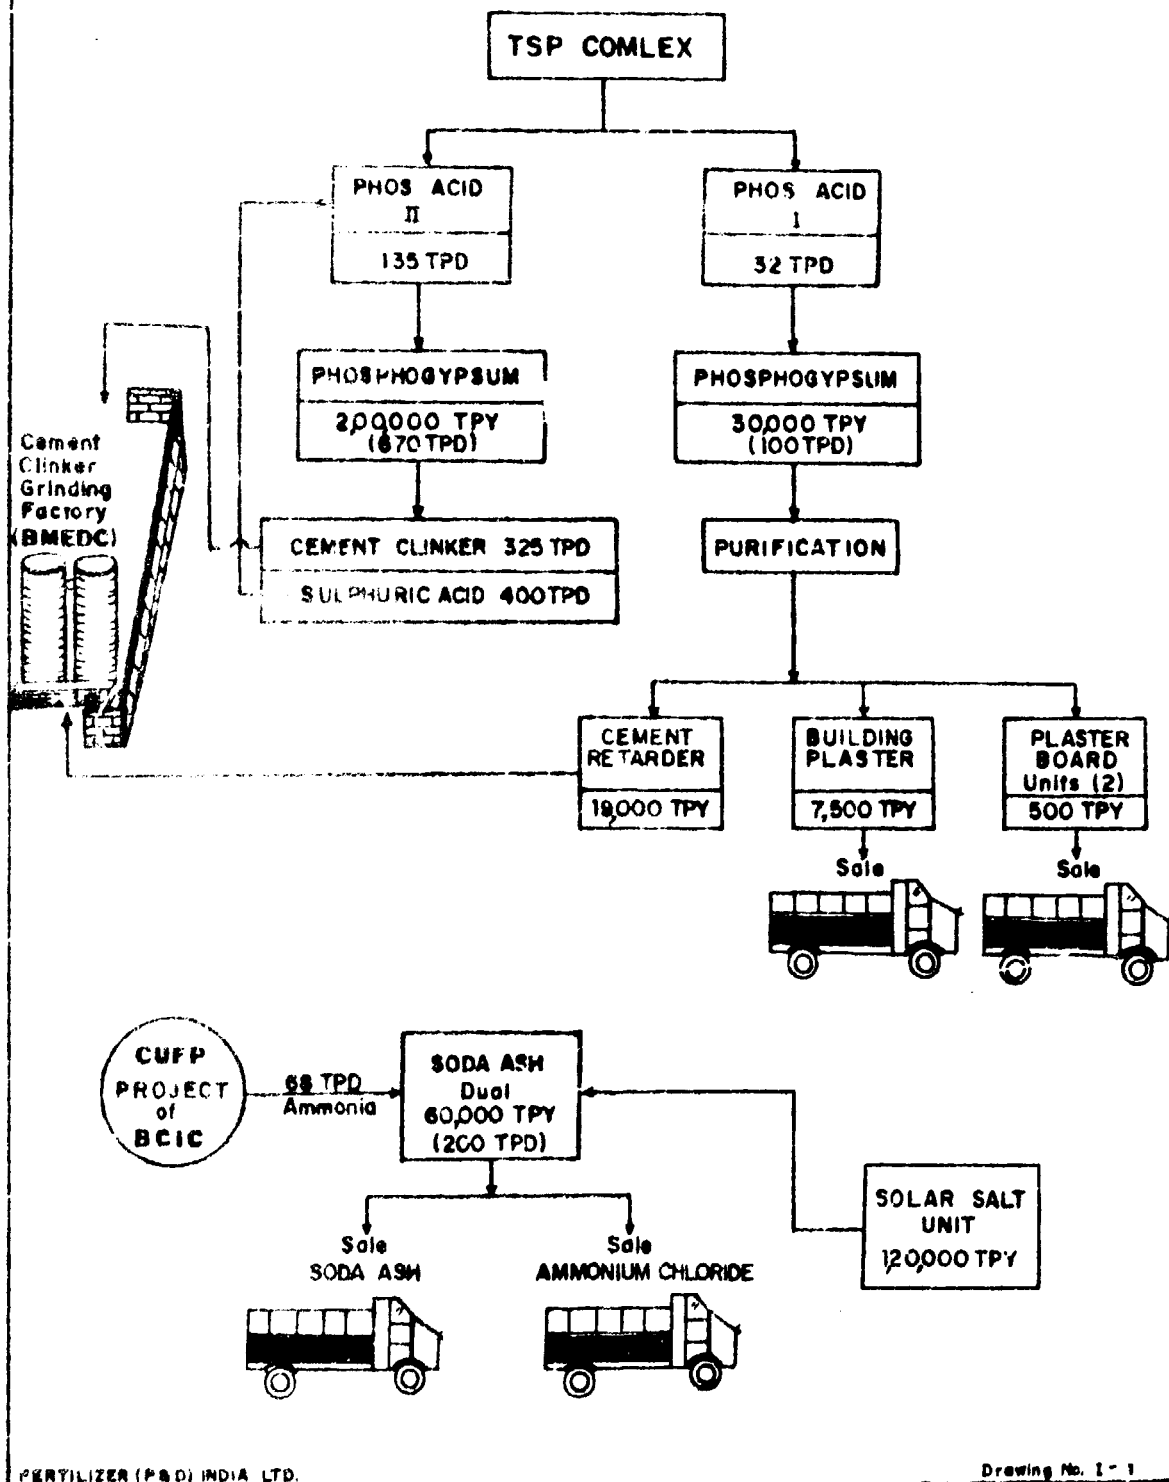 TSP COMLEX
PHOS ACID
II
135 TPD
PHOS ACID
I
32 TPD
PHOSPHOGYPSUM
2,00000 TPY
(670 TPD)
PHOSPHOGYPSUM
30,000 TPY
(100 TPD)
Cement
Clinker
Grinding
Factory
(BMEDC)
CEMENT CLINKER 325 TPD
SULPHURIC ACID 400 TPD
PURIFICATION
CEMENT
RETARDER
19,000 TPY
BUILDING
PLASTER
7,500 TPY
PLASTER
BOARD
Units (2)
500 TPY
Sale
Sale
CUFP
PROJECT
of
BCIC
68 TPD
Ammonia
SODA ASH
Dual
60,000 TPY
(200 TPD)
SOLAR SALT
UNIT
1,20,000 TPY
Sale
SODA ASH
Sale
AMMONIUM CHLORIDE
FERTILIZER (P & D) INDIA LTD.
Drawing No. I - 1